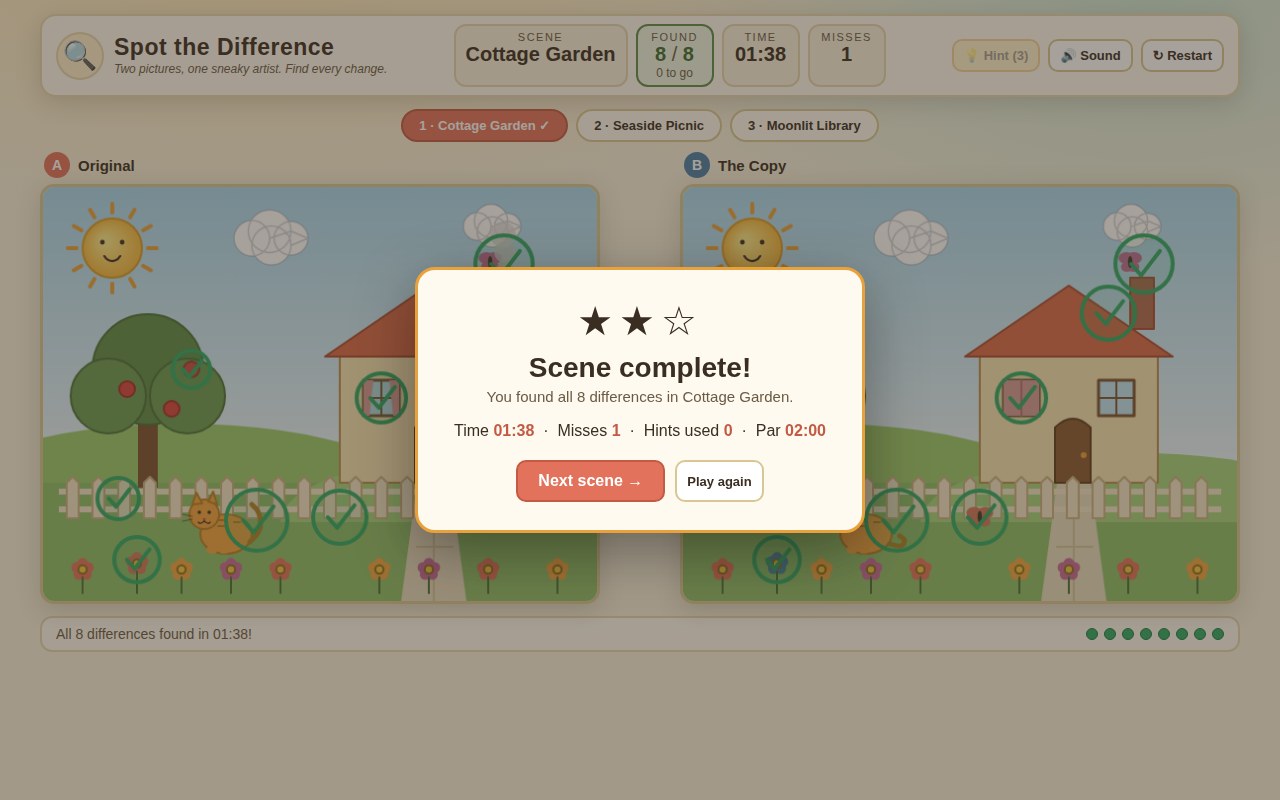 Spot the Difference
Two pictures, one sneaky artist. Find every change.
SCENE
Cottage Garden
FOUND
8 / 8
0 to go
TIME
01:38
MISSES
1
💡 Hint (3)
🔊 Sound
↻ Restart
1 · Cottage Garden ✓
2 · Seaside Picnic
3 · Moonlit Library
A Original
B The Copy
★ ★ ☆
Scene complete!
You found all 8 differences in Cottage Garden.
Time 01:38 · Misses 1 · Hints used 0 · Par 02:00
Next scene →
Play again
All 8 differences found in 01:38!